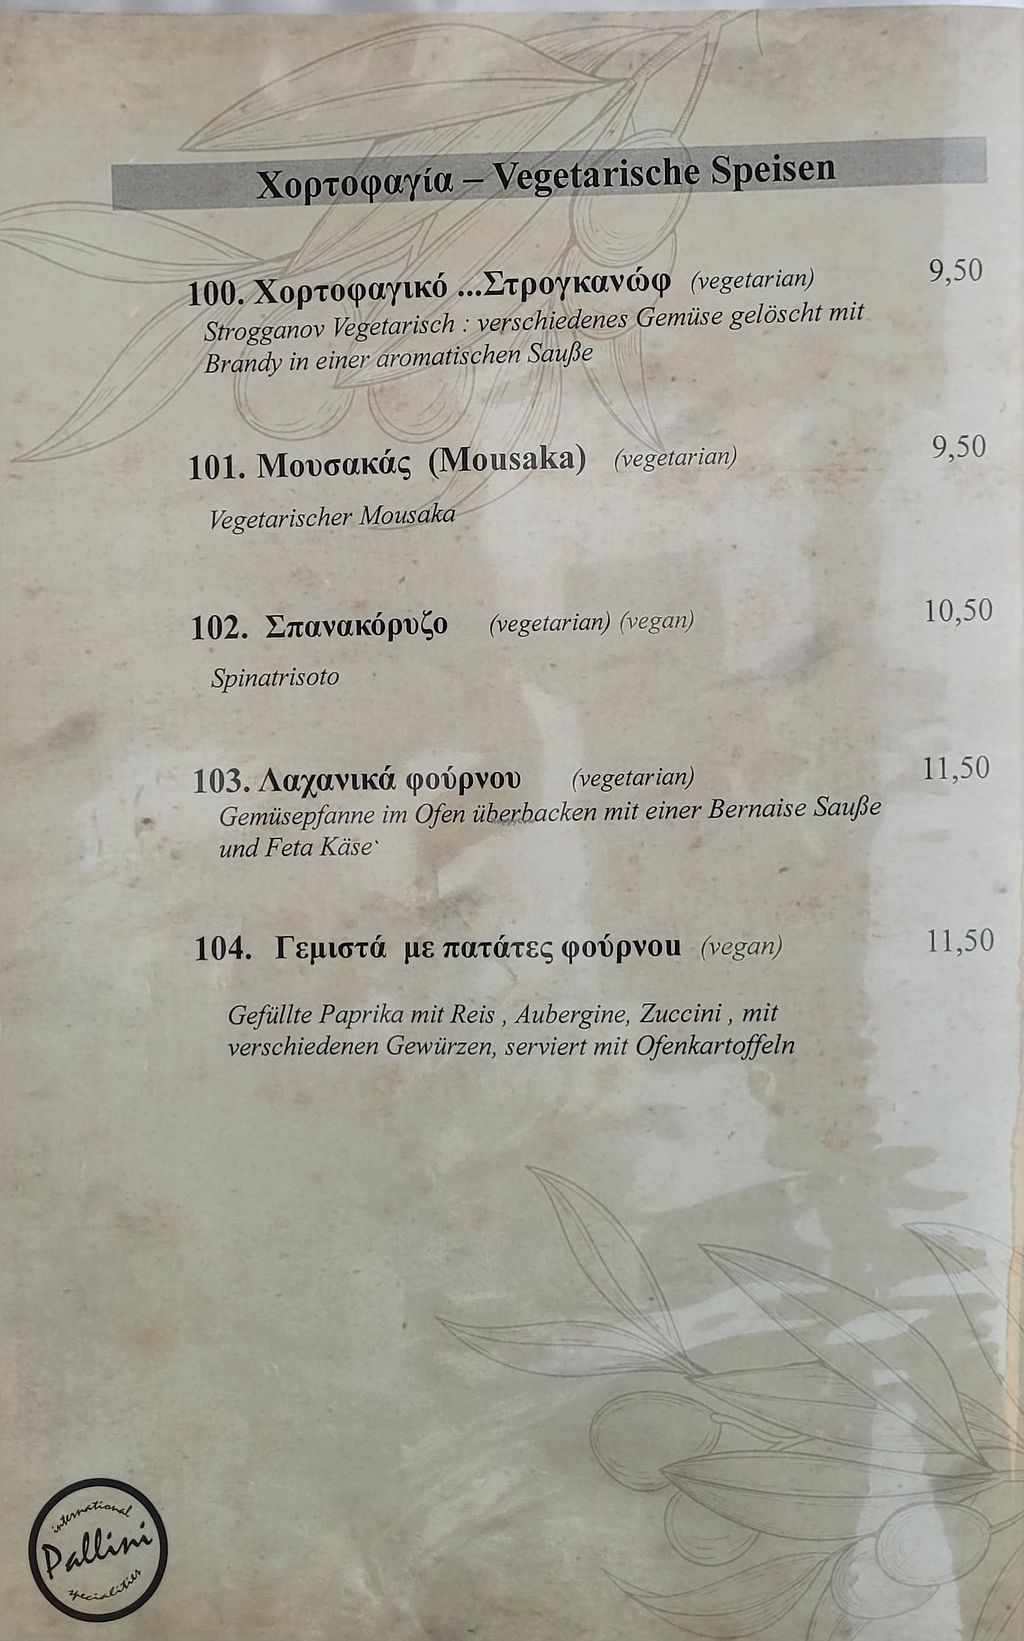 Χορτοφαγία – Vegetarische Speisen
100. Χορτοφαγικό ...Στρογκανώφ (vegetarian) 9,50
Strogganov Vegetarisch : verschiedenes Gemüse gelöscht mit
Brandy in einer aromatischen Sauße
101. Μουσακάς (Mousaka) (vegetarian) 9,50
Vegetarischer Mousaka
102. Σπανακόρυζο (vegetarian) (vegan) 10,50
Spinatrisoto
103. Λαχανικά φούρνου (vegetarian) 11,50
Gemüsepfanne im Ofen überbacken mit einer Bernaise Sauße
und Feta Käse`
104. Γεμιστά με πατάτες φούρνου (vegan) 11,50
Gefüllte Paprika mit Reis , Aubergine, Zuccini , mit
verschiedenen Gewürzen, serviert mit Ofenkartoffeln
international
Pallini
specialities